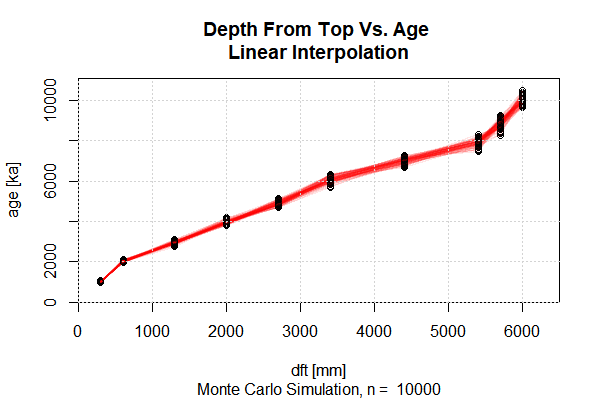 Depth From Top Vs. Age
Linear Interpolation
age [ka]
10000
6000
2000
0
0 1000 2000 3000 4000 5000 6000
dft [mm]
Monte Carlo Simulation, n = 10000